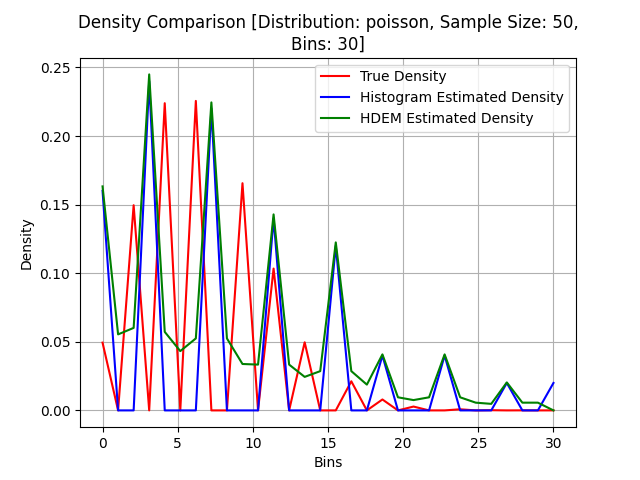 Density Comparison [Distribution: poisson, Sample Size: 50,
Bins: 30]
True Density
Histogram Estimated Density
HDEM Estimated Density
Density
0.25
0.20
0.15
0.10
0.05
0.00
0 5 10 15 20 25 30
Bins